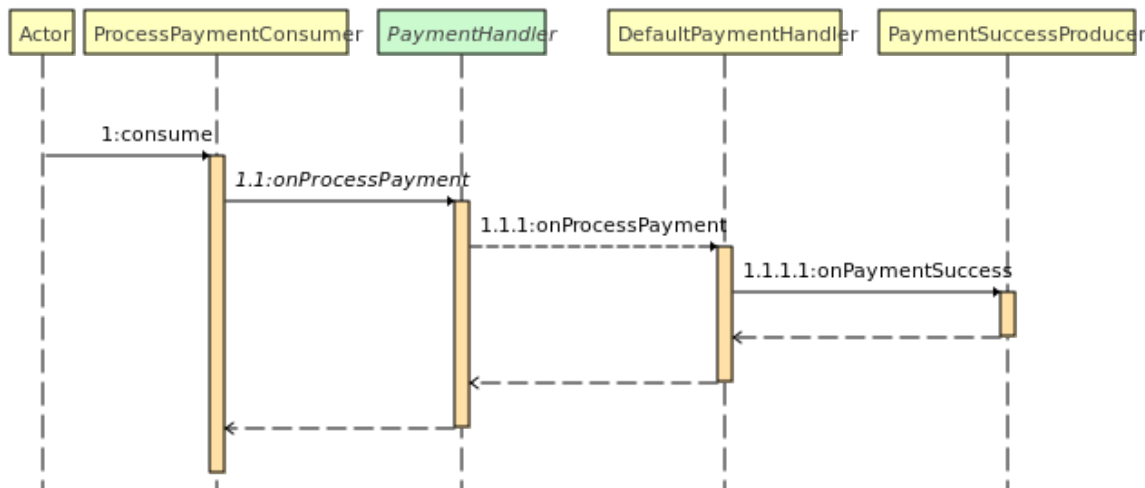 Actor
ProcessPaymentConsumer
PaymentHandler
DefaultPaymentHandler
PaymentSuccessProducer
1:consume
1.1:onProcessPayment
1.1.1:onProcessPayment
1.1.1.1:onPaymentSuccess